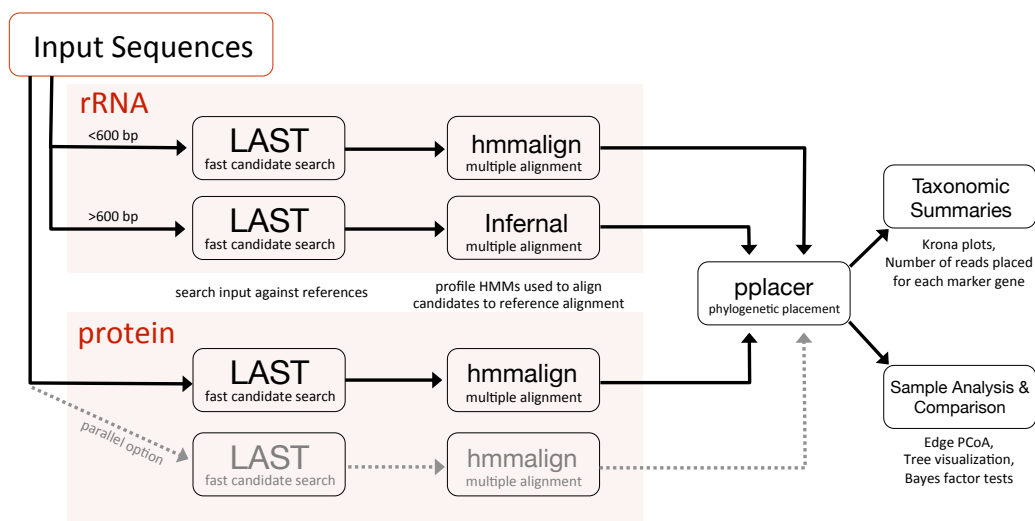 Input Sequences
rRNA
<600 bp
LAST
fast candidate search
hmmalign
multiple alignment
>600 bp
LAST
fast candidate search
Infernal
multiple alignment
search input against references
profile HMMs used to align
candidates to reference alignment
protein
LAST
fast candidate search
hmmalign
multiple alignment
parallel option
LAST
fast candidate search
hmmalign
multiple alignment
pplacer
phylogenetic placement
Taxonomic
Summaries
Krona plots,
Number of reads placed
for each marker gene
Sample Analysis &
Comparison
Edge PCoA,
Tree visualization,
Bayes factor tests